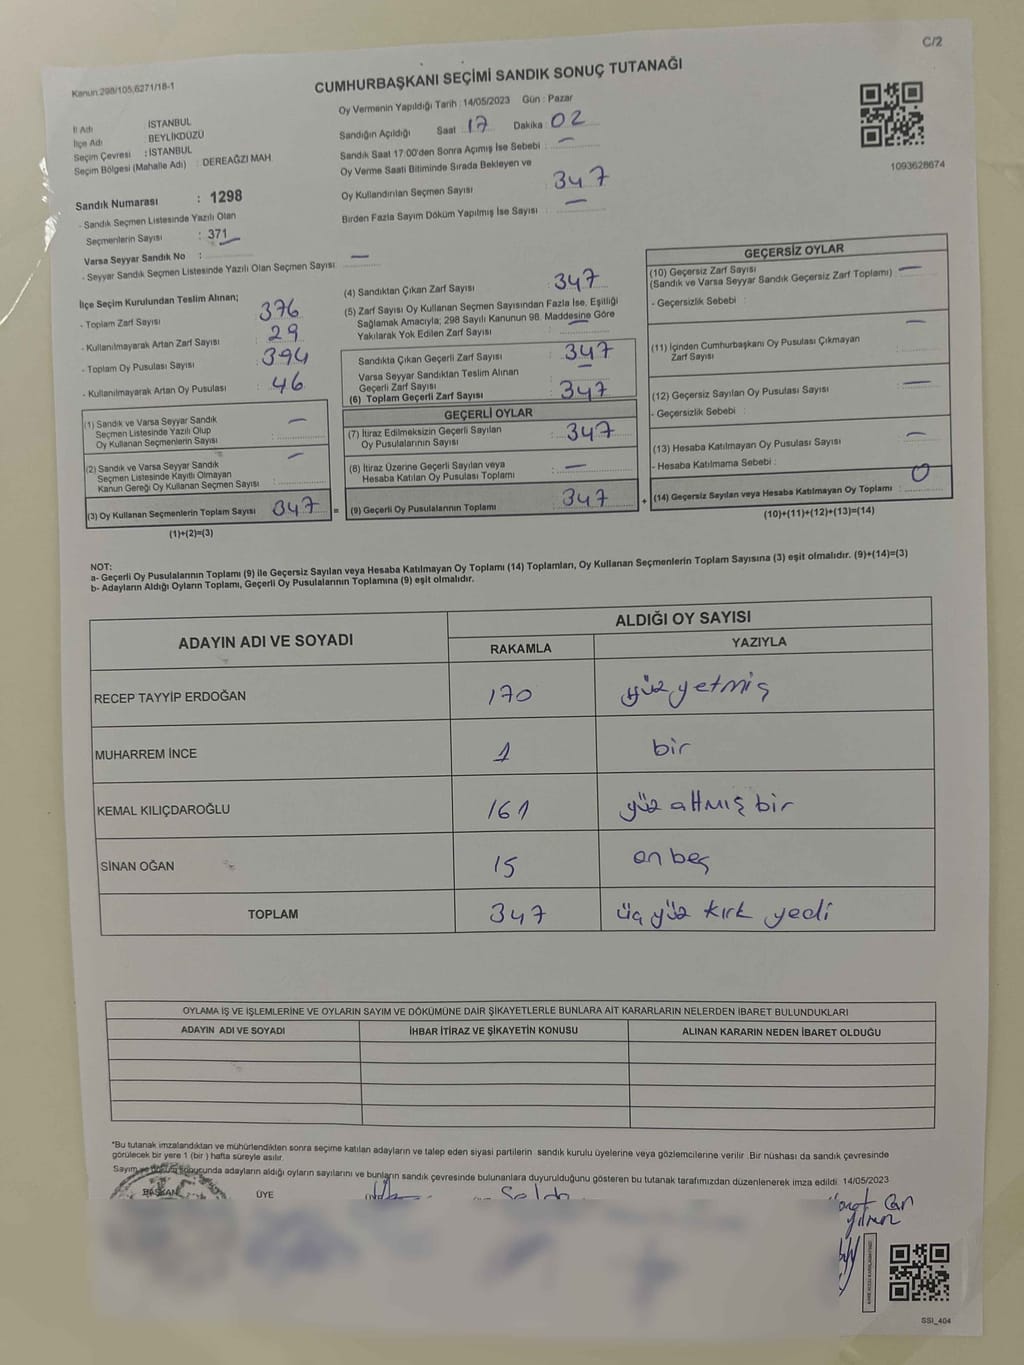 C/2
Kanun:298/105,6271/18-1
CUMHURBAŞKANI SEÇİMİ SANDIK SONUÇ TUTANAĞI
Oy Vermenin Yapıldığı Tarih : 14/05/2023 Gün : Pazar
İl Adı : İSTANBUL
İlçe Adı : BEYLİKDÜZÜ
Seçim Çevresi : İSTANBUL
Seçim Bölgesi (Mahalle Adı) : DEREAĞZI MAH.
Sandığın Açıldığı Saat : 17 Dakika : 02
Sandık Saat 17:00'den Sonra Açımış İse Sebebi : —
Oy Verme Saati Bitiminde Sırada Bekleyen ve
Oy Kullandırılan Seçmen Sayısı : 347
Birden Fazla Sayım Döküm Yapılmış İse Sayısı : —
1093628674
Sandık Numarası : 1298
- Sandık Seçmen Listesinde Yazılı Olan
Seçmenlerin Sayısı : 371
Varsa Seyyar Sandık No :
- Seyyar Sandık Seçmen Listesinde Yazılı Olan Seçmen Sayısı : —
İlçe Seçim Kurulundan Teslim Alınan;
- Toplam Zarf Sayısı : 376
- Kullanılmayarak Artan Zarf Sayısı : 29
- Toplam Oy Pusulası Sayısı : 394
- Kullanılmayarak Artan Oy Pusulası : 46
(1) Sandık ve Varsa Seyyar Sandık
Seçmen Listesinde Yazılı Olup
Oy Kullanan Seçmenlerin Sayısı : —
(2) Sandık ve Varsa Seyyar Sandık
Seçmen Listesinde Kayıtlı Olmayan
Kanun Gereği Oy Kullanan Seçmen Sayısı : —
(3) Oy Kullanan Seçmenlerin Toplam Sayısı : 347
(1)+(2)=(3)
(4) Sandıktan Çıkan Zarf Sayısı : 347
(5) Zarf Sayısı Oy Kullanan Seçmen Sayısından Fazla İse, Eşitliği
Sağlamak Amacıyla; 298 Sayılı Kanunun 98. Maddesine Göre
Yakılarak Yok Edilen Zarf Sayısı : —
Sandıkta Çıkan Geçerli Zarf Sayısı : 347
Varsa Seyyar Sandıktan Teslim Alınan
Geçerli Zarf Sayısı : —
(6) Toplam Geçerli Zarf Sayısı : 347
GEÇERLİ OYLAR
(7) İtiraz Edilmeksizin Geçerli Sayılan
Oy Pusulalarının Sayısı : 347
(8) İtiraz Üzerine Geçerli Sayılan veya
Hesaba Katılan Oy Pusulası Toplamı : —
= (9) Geçerli Oy Pusulalarının Toplamı : 347
GEÇERSİZ OYLAR
(10) Geçersiz Zarf Sayısı : —
(Sandık ve Varsa Seyyar Sandık Geçersiz Zarf Toplamı)
- Geçersizlik Sebebi :
(11) İçinden Cumhurbaşkanı Oy Pusulası Çıkmayan
Zarf Sayısı : —
(12) Geçersiz Sayılan Oy Pusulası Sayısı : —
- Geçersizlik Sebebi :
(13) Hesaba Katılmayan Oy Pusulası Sayısı : —
- Hesaba Katılmama Sebebi :
+ (14) Geçersiz Sayılan veya Hesaba Katılmayan Oy Toplamı : 0
(10)+(11)+(12)+(13)=(14)
NOT:
a- Geçerli Oy Pusulalarının Toplamı (9) ile Geçersiz Sayılan veya Hesaba Katılmayan Oy Toplamı (14) Toplamları, Oy Kullanan Seçmenlerin Toplam Sayısına (3) eşit olmalıdır. (9)+(14)=(3)
b- Adayların Aldığı Oyların Toplamı, Geçerli Oy Pusulalarının Toplamına (9) eşit olmalıdır.
ADAYIN ADI VE SOYADI
ALDIĞI OY SAYISI
RAKAMLA YAZIYLA
RECEP TAYYİP ERDOĞAN 170 yüz yetmiş
MUHARREM İNCE 1 bir
KEMAL KILIÇDAROĞLU 161 yüz altmış bir
SİNAN OĞAN 15 on beş
TOPLAM 347 üç yüz kırk yedi
OYLAMA İŞ VE İŞLEMLERİNE VE OYLARIN SAYIM VE DÖKÜMÜNE DAİR ŞİKAYETLERLE BUNLARA AİT KARARLARIN NELERDEN İBARET BULUNDUKLARI
ADAYIN ADI VE SOYADI İHBAR İTİRAZ VE ŞİKAYETİN KONUSU ALINAN KARARIN NEDEN İBARET OLDUĞU
*Bu tutanak imzalandıktan ve mühürlendikten sonra seçime katılan adayların ve talep eden siyasi partilerin sandık kurulu üyelerine veya gözlemcilerine verilir .Bir nüshası da sandık çevresinde
görülecek bir yere 1 (bir ) hafta süreyle asılır.
Sayım ve döküm sonucunda adayların aldığı oyların sayılarını ve bunların sandık çevresinde bulunanlara duyurulduğunu gösteren bu tutanak tarafımızdan düzenlenerek imza edildi. 14/05/2023
BAŞKAN ÜYE
SSI_404